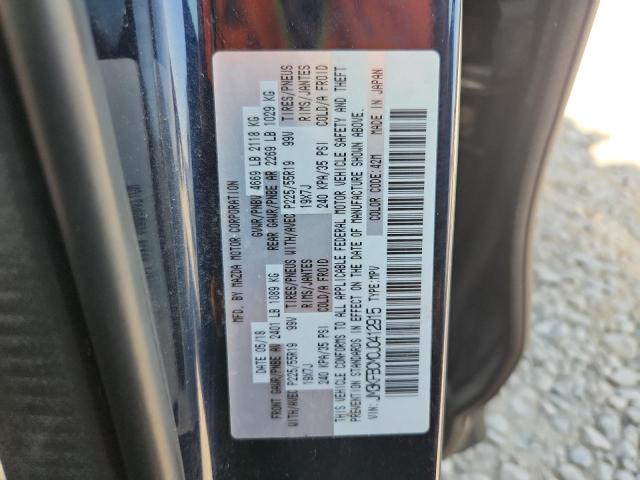 MFD. BY MAZDA MOTOR CORPORATION
DATE 05/18 GVWR/PNBV 4669 LB 2118 KG
FRONT GAWR/PNBE AV 2401 LB 1089 KG REAR GAWR/PNBE AR 2269 LB 1029 KG
TIRES/PNEUS WITH/AVEC P225/55R19 99V TIRES/PNEUS WITH/AVEC P225/55R19 99V
RIMS/JANTES 19X7J RIMS/JANTES 19X7J
COLD/A FROID 240 KPA/35 PSI COLD/A FROID 240 KPA/35 PSI
THIS VEHICLE CONFORMS TO ALL APPLICABLE FEDERAL MOTOR VEHICLE SAFETY AND THEFT
PREVENTION STANDARDS IN EFFECT ON THE DATE OF MANUFACTURE SHOWN ABOVE.
COLOR CODE:42M MADE IN JAPAN
VIN: JM3KFBCM0J0412915 TYPE:MPV